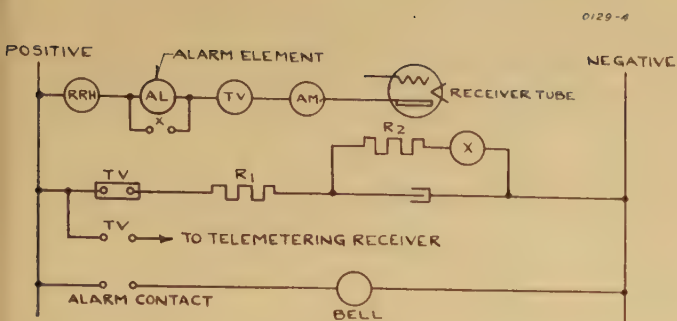 0129-4
POSITIVE
ALARM ELEMENT
NEGATIVE
RRH
AL
TV
AM
RECEIVER TUBE
X
R2
X
TV
R1
TV
TO TELEMETERING RECEIVER
ALARM CONTACT
BELL